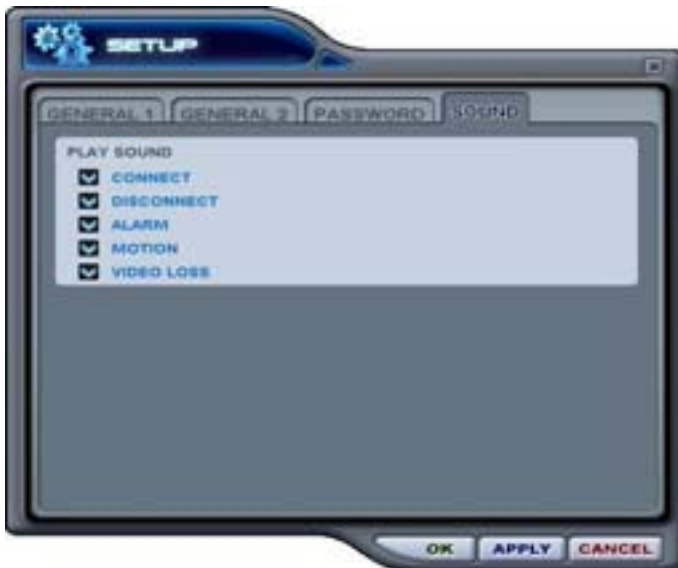 SETUP
GENERAL 1 GENERAL 2 PASSWORD SOUND
PLAY SOUND
CONNECT
DISCONNECT
ALARM
MOTION
VIDEO LOSS
OK APPLY CANCEL